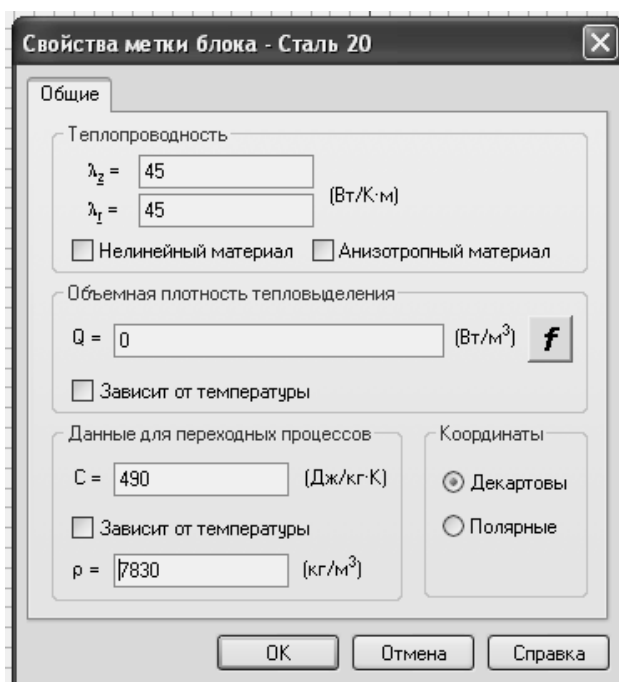 Свойства метки блока - Сталь 20
Общие
Теплопроводность
λz = 45
λr = 45
(Вт/К·м)
Нелинейный материал Анизотропный материал
Объемная плотность тепловыделения
Q = 0 (Вт/м³) f
Зависит от температуры
Данные для переходных процессов
C = 490 (Дж/кг·К)
Зависит от температуры
ρ = 7830 (кг/м³)
Координаты
Декартовы
Полярные
OK Отмена Справка